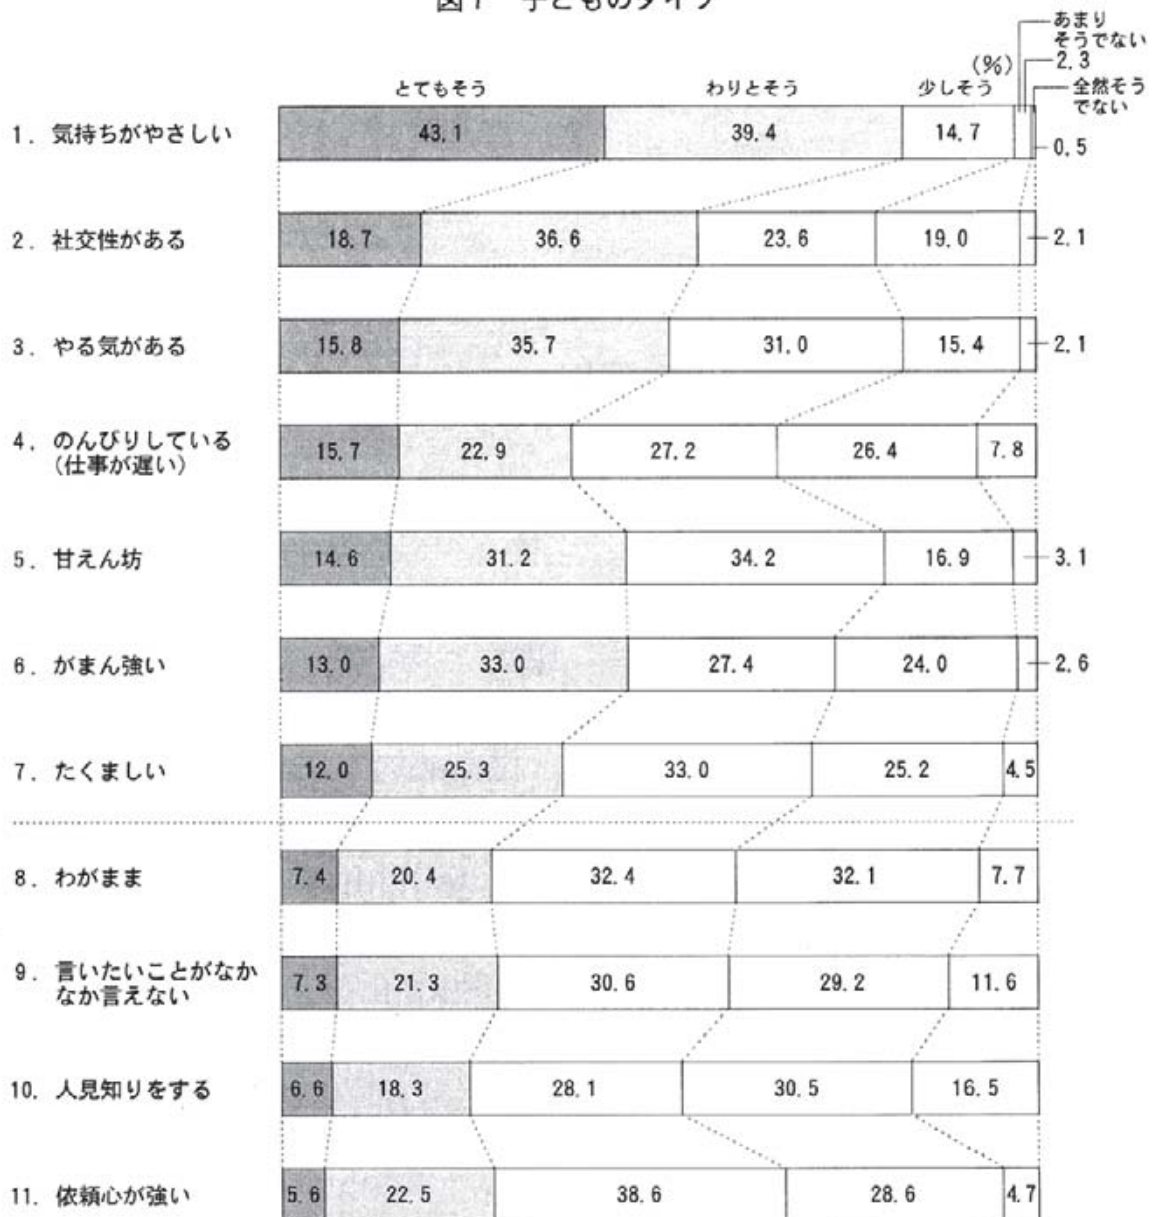 図1 子どものタイプ
あまり
そうでない
(%)
2.3
とてもそう わりとそう 少しそう 全然そう
でない
1. 気持ちがやさしい 43.1 39.4 14.7 0.5
2. 社交性がある 18.7 36.6 23.6 19.0 2.1
3. やる気がある 15.8 35.7 31.0 15.4 2.1
4. のんびりしている
(仕事が遅い) 15.7 22.9 27.2 26.4 7.8
5. 甘えん坊 14.6 31.2 34.2 16.9 3.1
6. がまん強い 13.0 33.0 27.4 24.0 2.6
7. たくましい 12.0 25.3 33.0 25.2 4.5
8. わがまま 7.4 20.4 32.4 32.1 7.7
9. 言いたいことがなか
なか言えない 7.3 21.3 30.6 29.2 11.6
10. 人見知りをする 6.6 18.3 28.1 30.5 16.5
11. 依頼心が強い 5.6 22.5 38.6 28.6 4.7